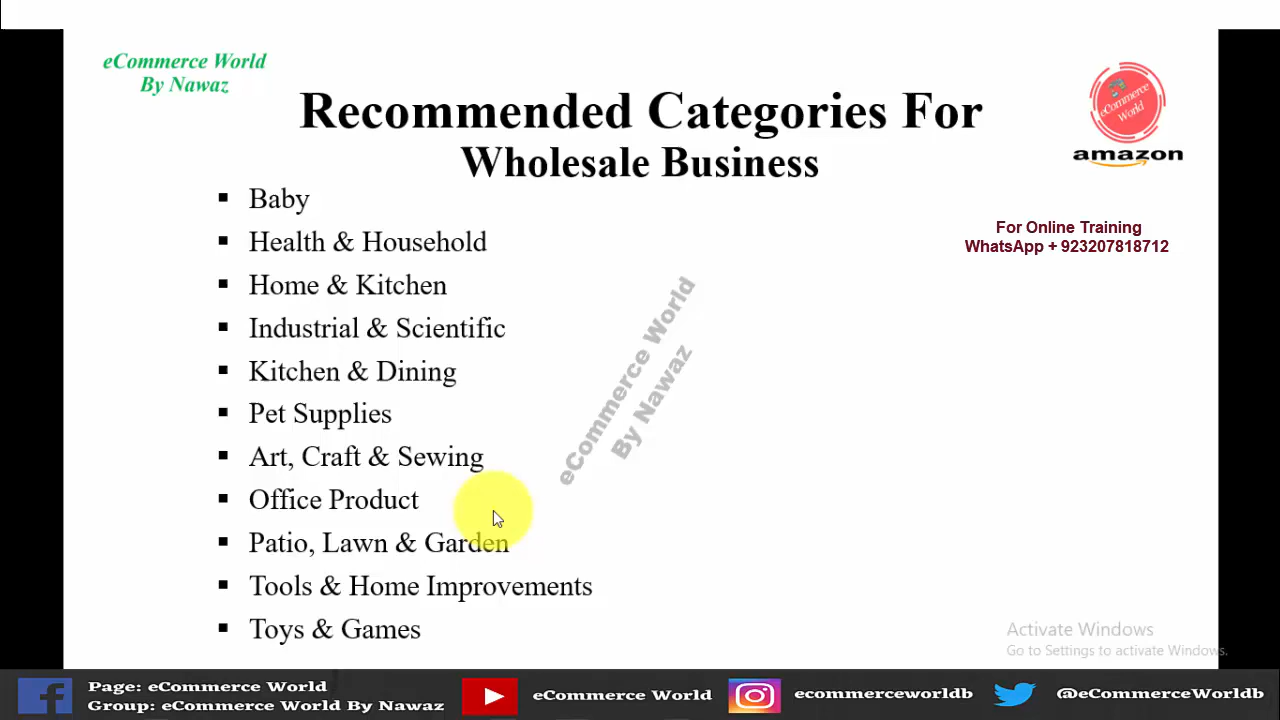 eCommerce World
By Nawaz
Recommended Categories For
Wholesale Business
eCommerce
World
amazon
For Online Training
WhatsApp + 923207818712
▪ Baby
▪ Health & Household
▪ Home & Kitchen
▪ Industrial & Scientific
▪ Kitchen & Dining
▪ Pet Supplies
▪ Art, Craft & Sewing
▪ Office Product
▪ Patio, Lawn & Garden
▪ Tools & Home Improvements
▪ Toys & Games
eCommerce World
By Nawaz
Activate Windows
Go to Settings to activate Windows.
Page: eCommerce World
Group: eCommerce World By Nawaz
eCommerce World
ecommerceworldb
@eCommerceWorldb